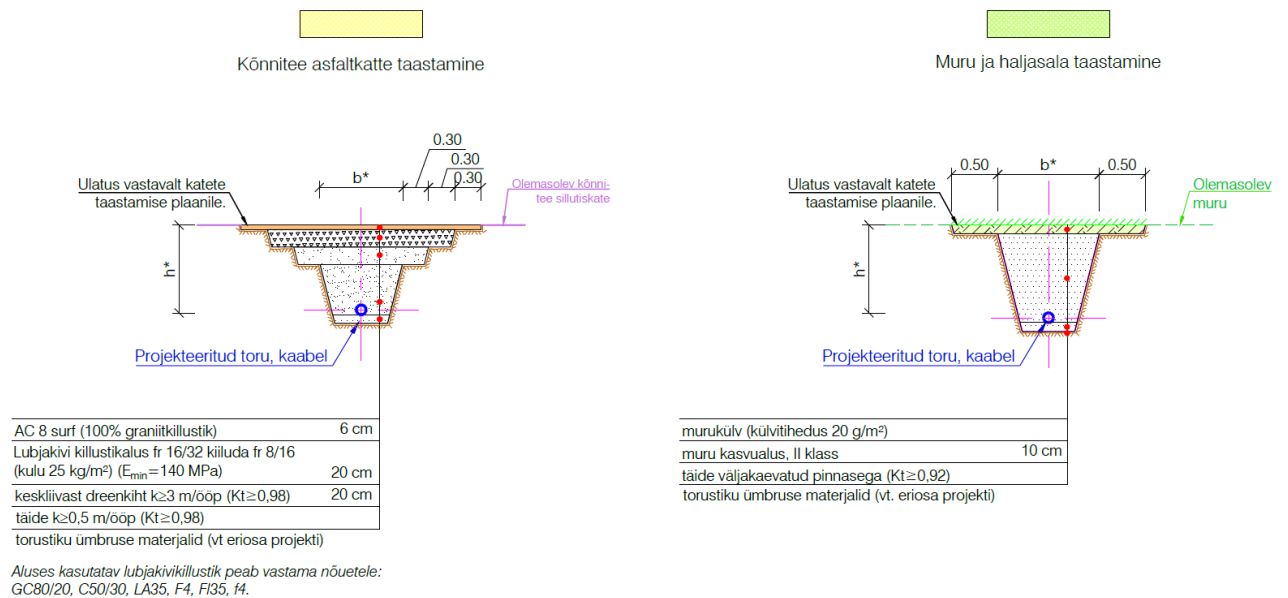 Kõnnitee asfaltkatte taastamine
0.30
0.30
0.30
b*
Ulatus vastavalt katete
taastamise plaanile.
Olemasolev kõnni-
tee sillutiskate
h*
Projekteeritud toru, kaabel
AC 8 surf (100% graniitkillustik) 6 cm
Lubjakivi killustikalus fr 16/32 kiiluda fr 8/16
(kulu 25 kg/m²) (Emin=140 MPa) 20 cm
keskliivast dreenkiht k≥3 m/ööp (Kt≥0,98) 20 cm
täide k≥0,5 m/ööp (Kt≥0,98)
torustiku ümbruse materjalid (vt eriosa projekti)
Aluses kasutatav lubjakivikillustik peab vastama nõuetele:
GC80/20, C50/30, LA35, F4, FI35, f4.
Muru ja haljasala taastamine
0.50 b* 0.50
Ulatus vastavalt katete
taastamise plaanile.
Olemasolev
muru
h*
Projekteeritud toru, kaabel
murukülv (külvitihedus 20 g/m²)
muru kasvualus, II klass 10 cm
täide väljakaevatud pinnasega (Kt≥0,92)
torustiku ümbruse materjalid (vt. eriosa projekti)